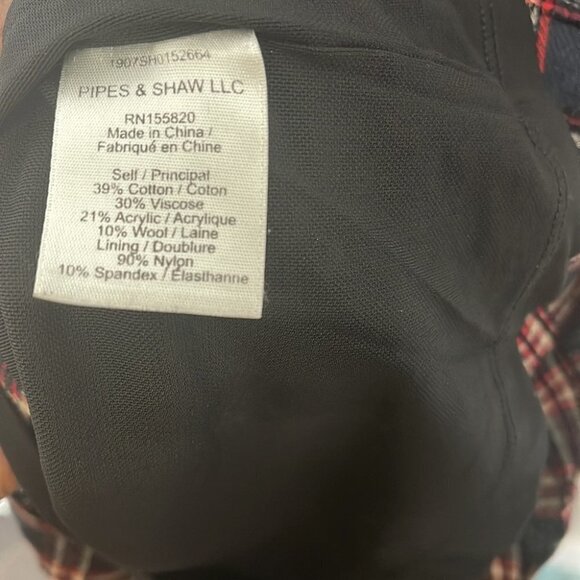 1907SH0152664
PIPES & SHAW LLC
RN155820
Made in China /
Fabriqué en Chine
Self / Principal
39% Cotton / Coton
30% Viscose
21% Acrylic / Acrylique
10% Wool / Laine
Lining / Doublure
90% Nylon
10% Spandex / Élasthanne